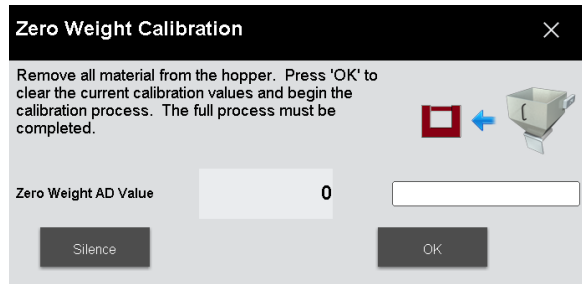 Zero Weight Calibration
Remove all material from the hopper.  Press 'OK' to
clear the current calibration values and begin the
calibration process.  The full process must be
completed.
Zero Weight AD Value
0
Silence
OK